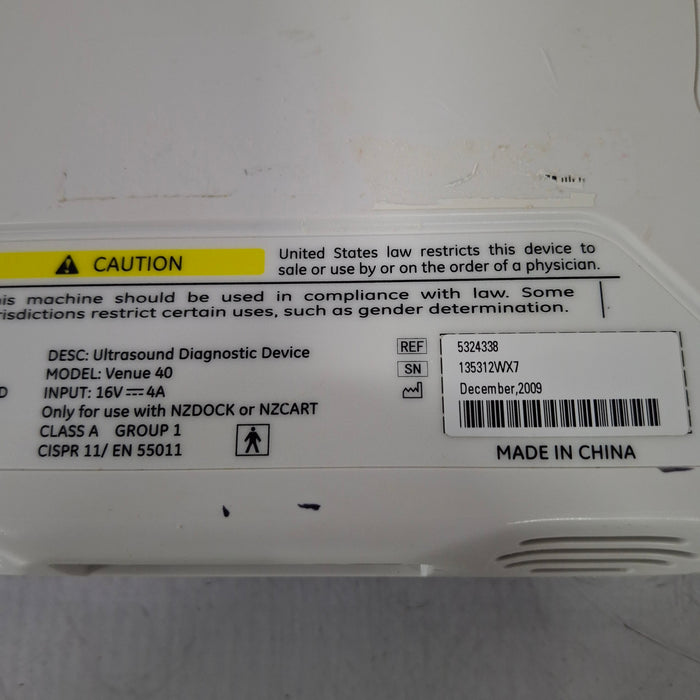 CAUTION
United States law restricts this device to
sale or use by or on the order of a physician.
is machine should be used in compliance with law. Some
risdictions restrict certain uses, such as gender determination.
DESC: Ultrasound Diagnostic Device
MODEL: Venue 40
D INPUT: 16V⎓4A
Only for use with NZDOCK or NZCART
CLASS A GROUP 1
CISPR 11/ EN 55011
REF 5324338
SN 135312WX7
December,2009
MADE IN CHINA